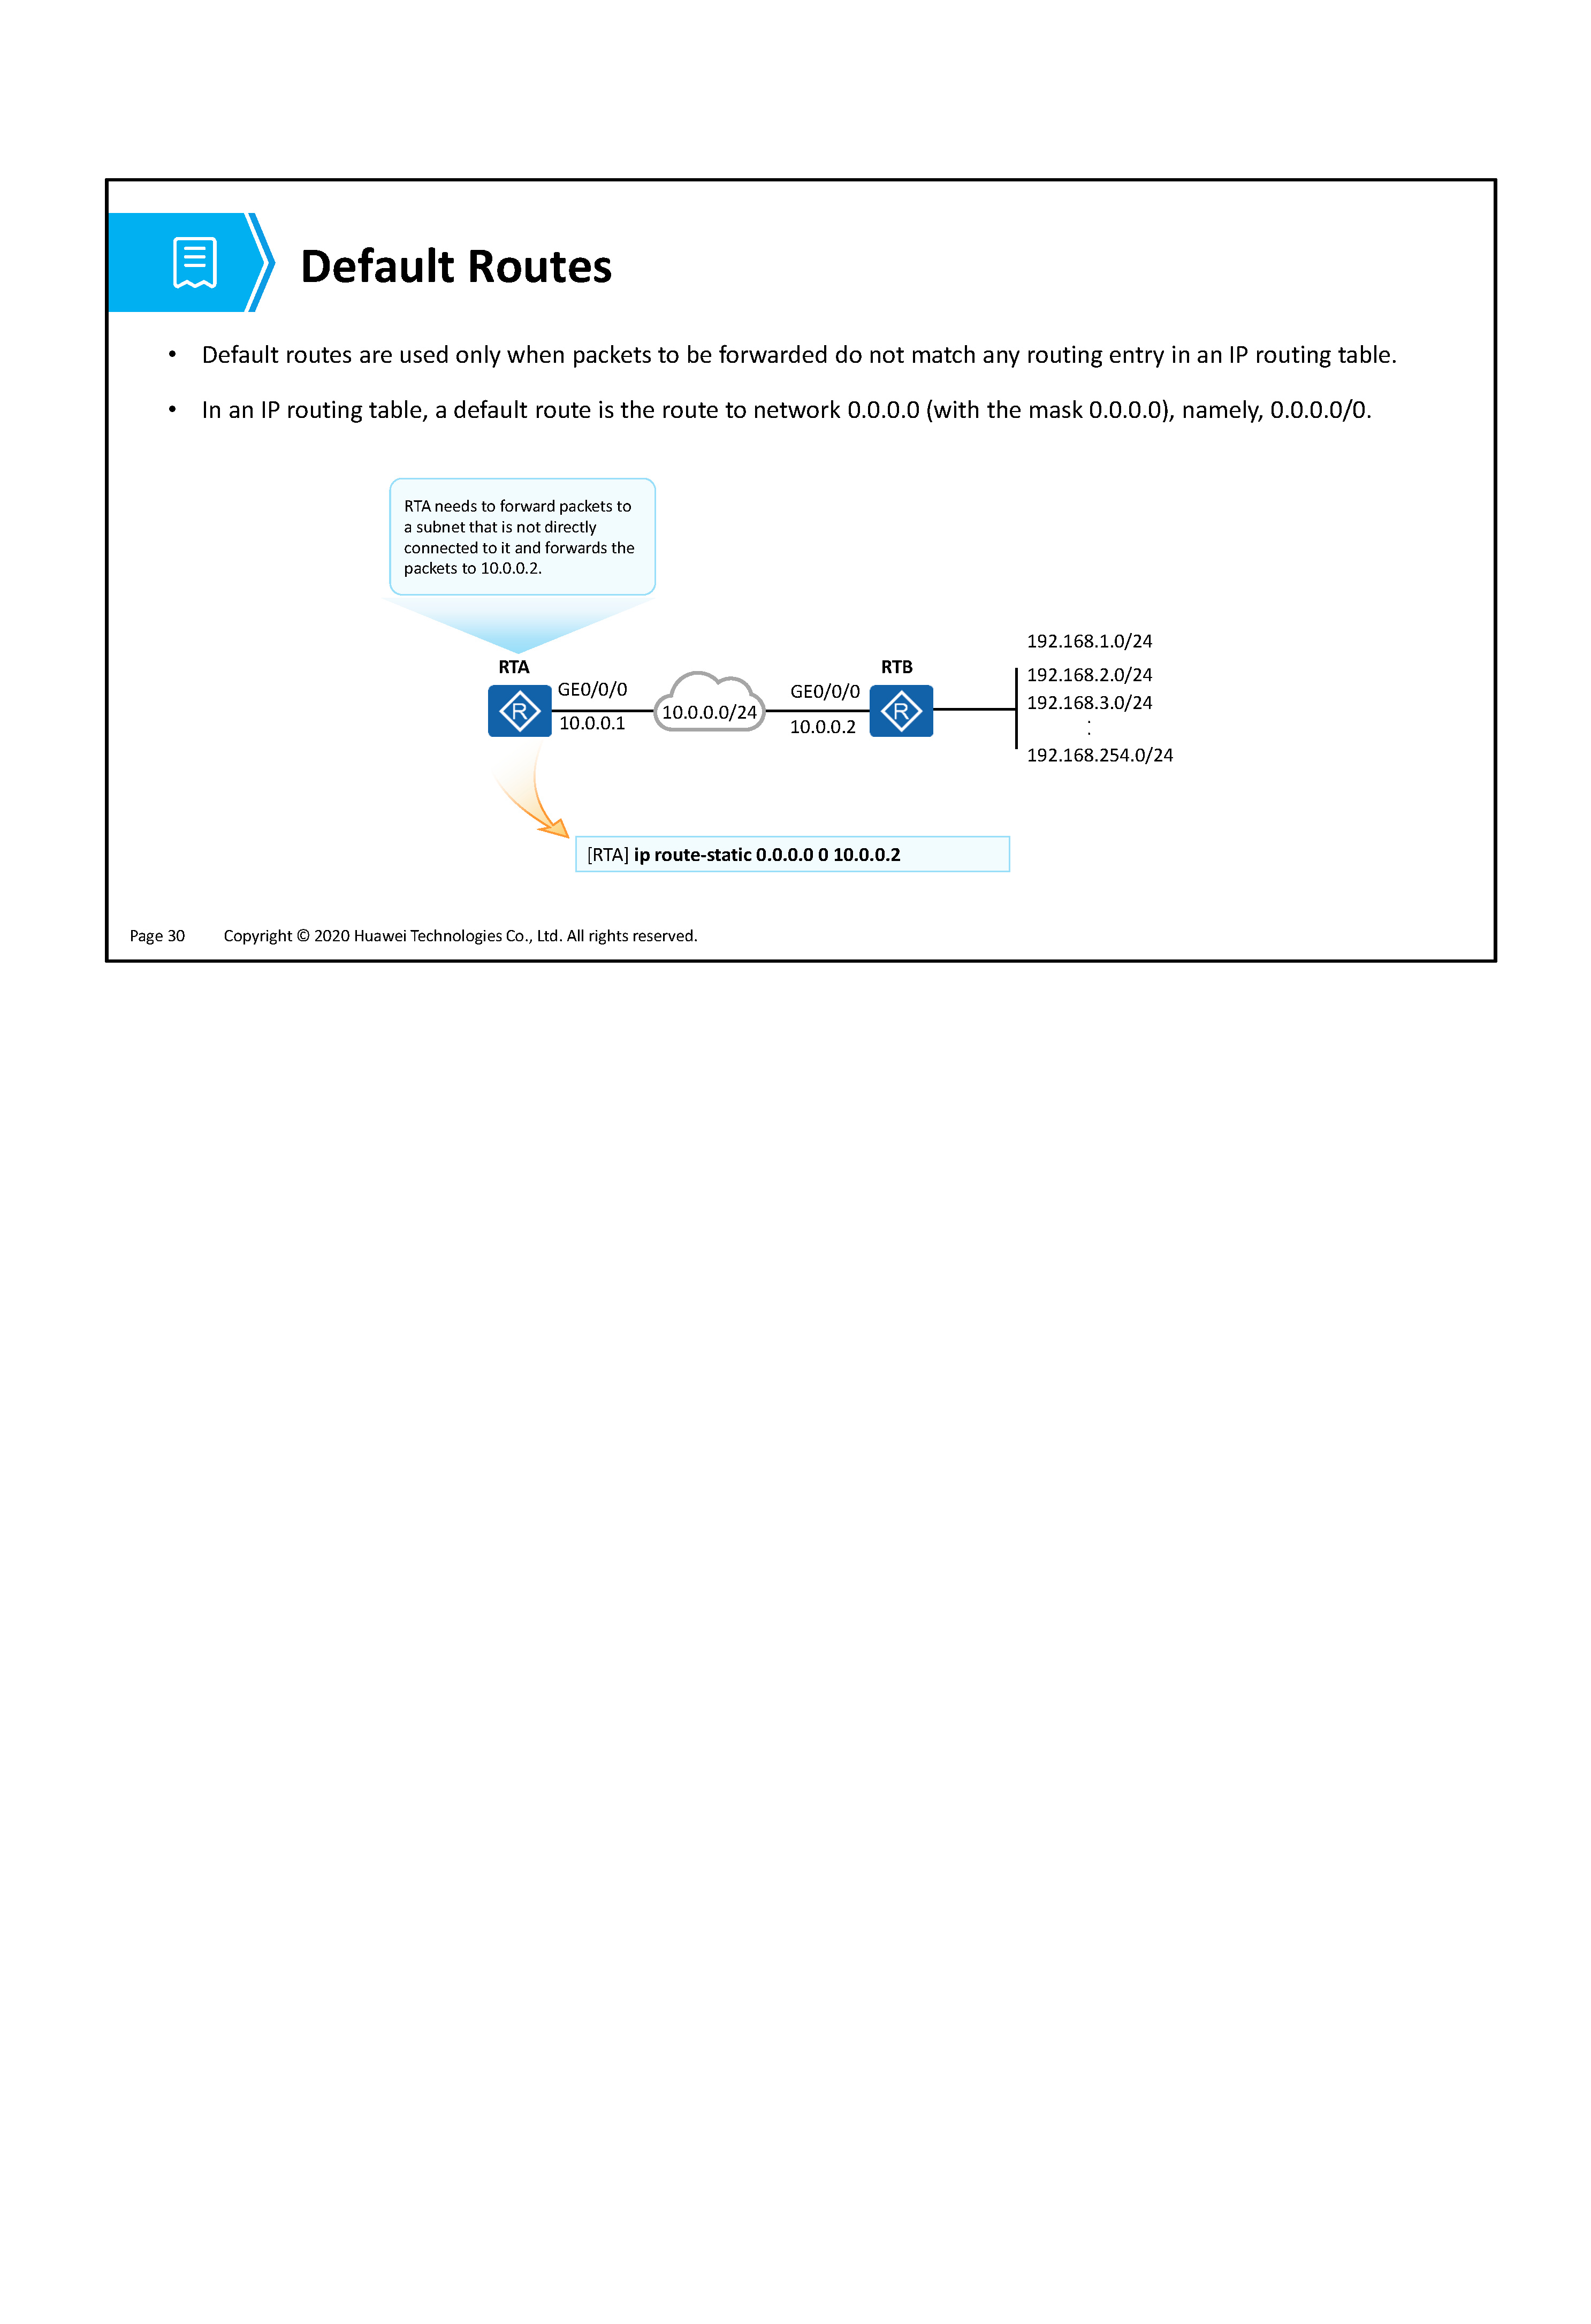 Default Routes
• Default routes are used only when packets to be forwarded do not match any routing entry in an IP routing table.
• In an IP routing table, a default route is the route to network 0.0.0.0 (with the mask 0.0.0.0), namely, 0.0.0.0/0.
RTA needs to forward packets to
a subnet that is not directly
connected to it and forwards the
packets to 10.0.0.2.
RTA
GE0/0/0
10.0.0.1
10.0.0.0/24
RTB
GE0/0/0
10.0.0.2
192.168.1.0/24
192.168.2.0/24
192.168.3.0/24
:
192.168.254.0/24
[RTA] ip route-static 0.0.0.0 0 10.0.0.2
Page 30 Copyright © 2020 Huawei Technologies Co., Ltd. All rights reserved.